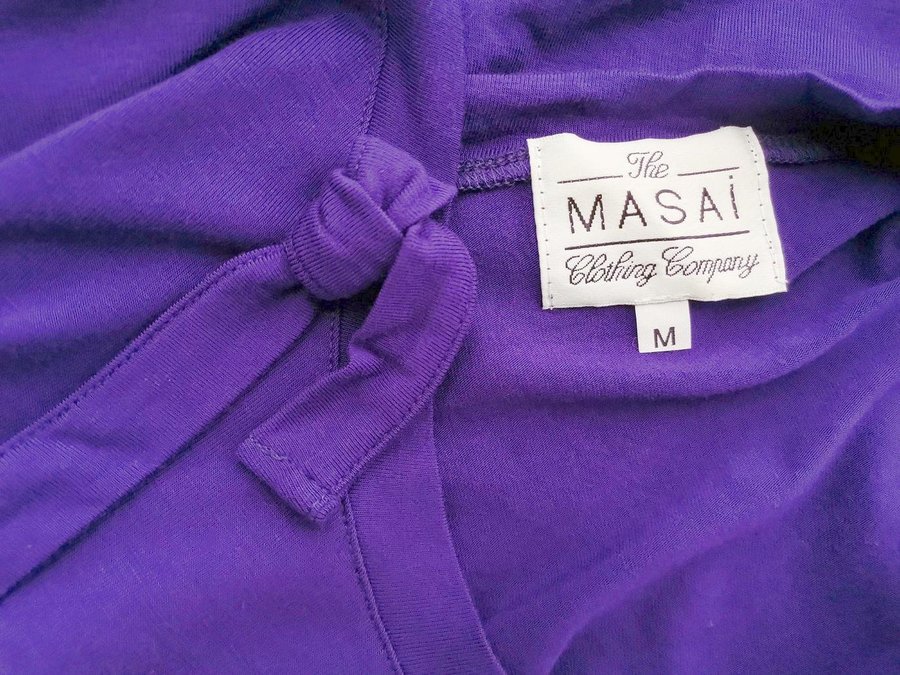 The
MASAi
Clothing Company
M